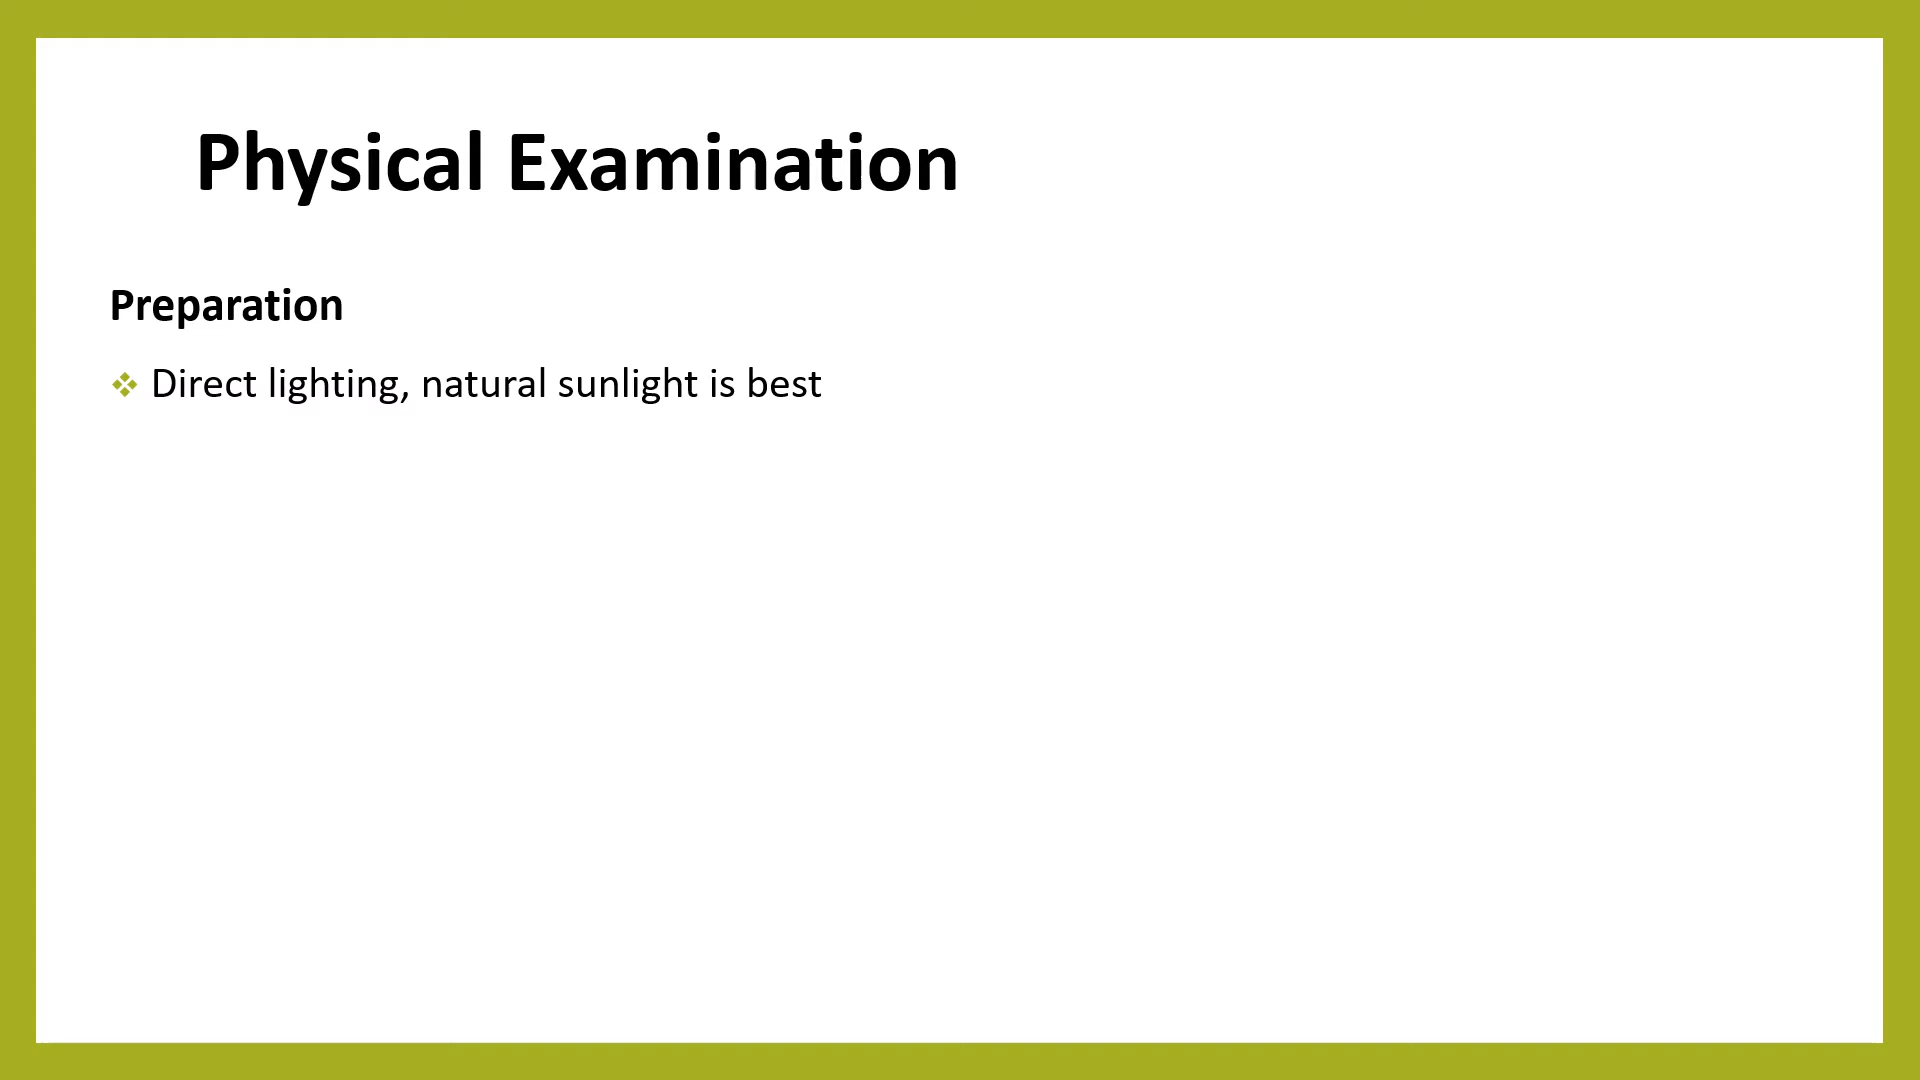 Physical Examination
Preparation
❖ Direct lighting, natural sunlight is best